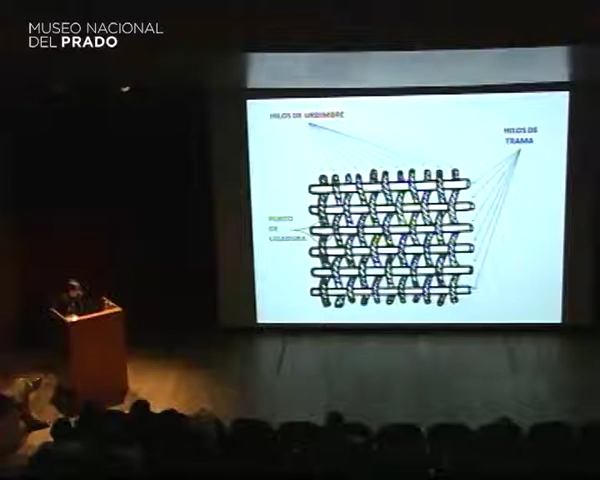 MUSEO NACIONAL
DEL PRADO
HILOS DE URDIMBRE
HILOS DE
TRAMA
PUNTO
DE
LIGADURA